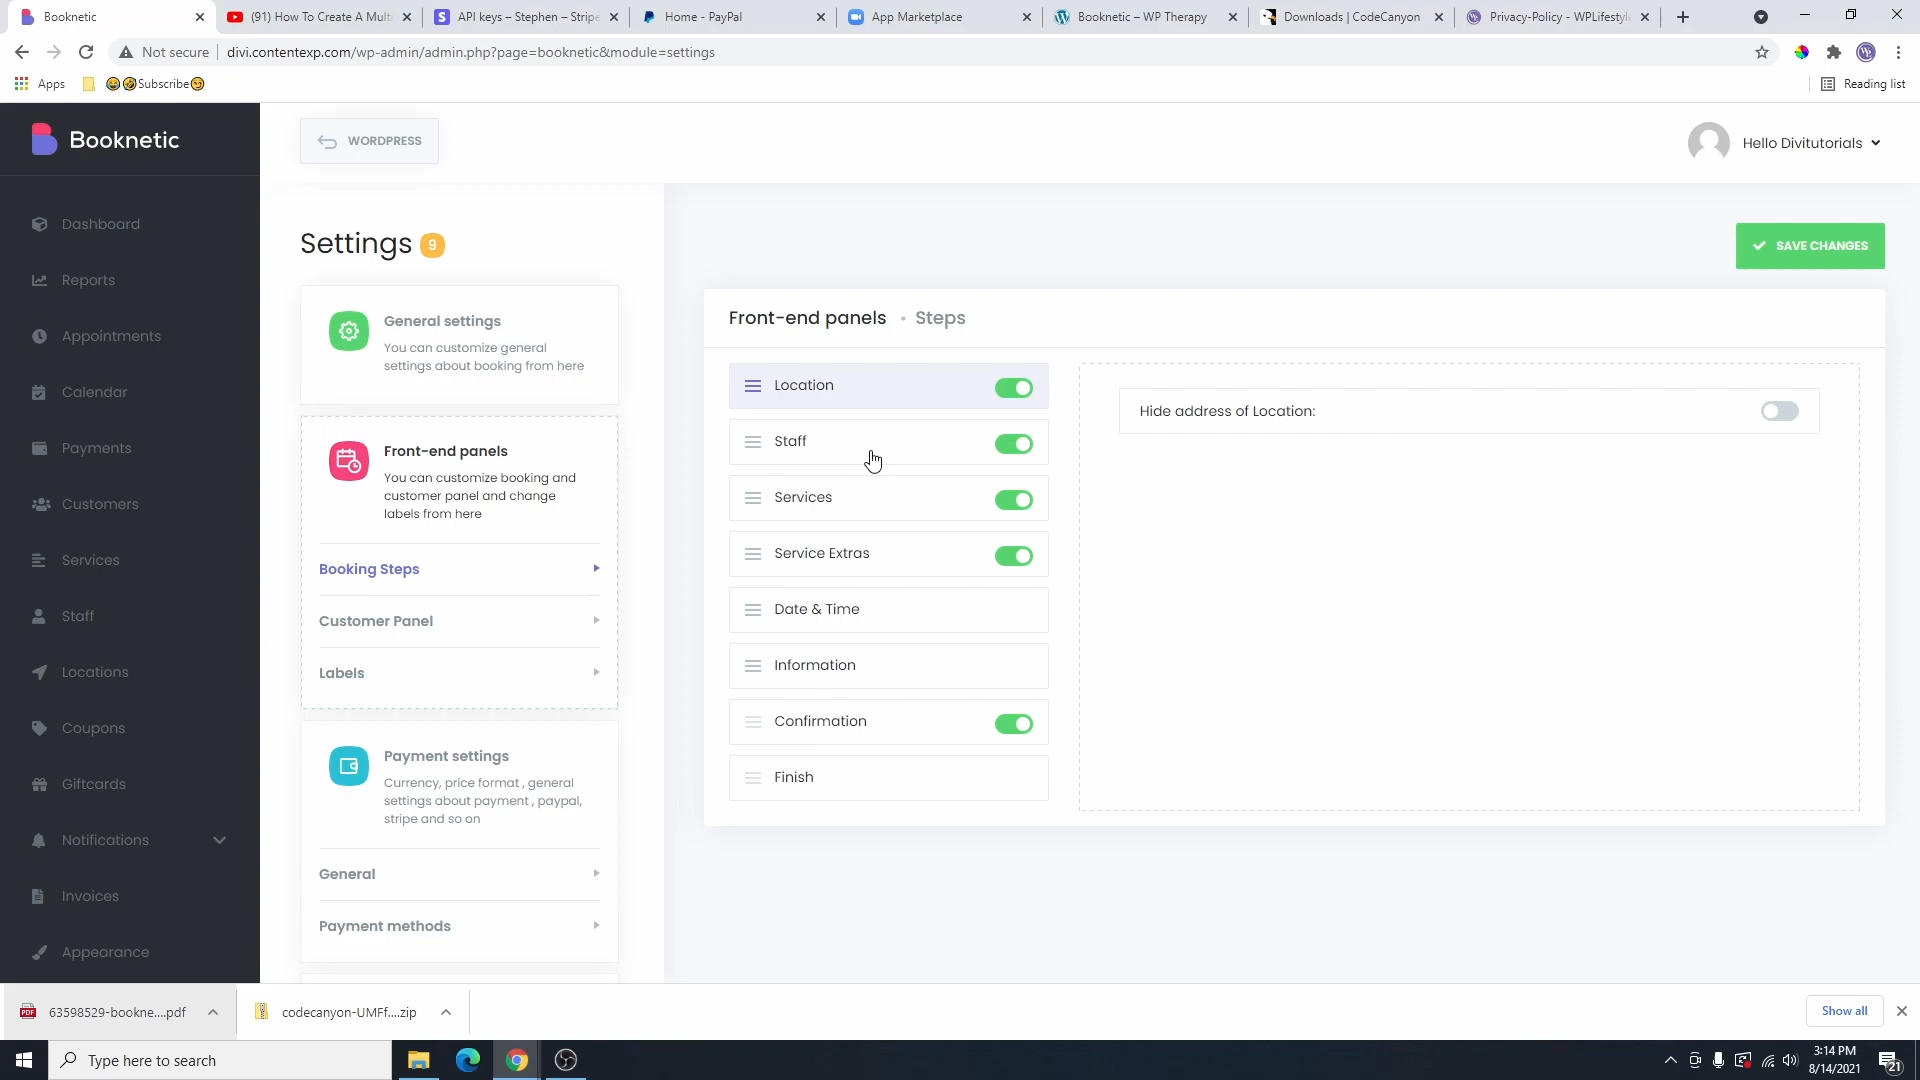 Booknetic
(91) How To Create A Multi
API keys – Stephen – Stripe
Home - PayPal
App Marketplace
Booknetic – WP Therapy
Downloads | CodeCanyon
Privacy-Policy - WPLifestyle
Not secure
divi.contentexp.com/wp-admin/admin.php?page=booknetic&module=settings
Apps
Subscribe
Reading list
Booknetic
WORDPRESS
Hello Divitutorials
Dashboard
Reports
Appointments
Calendar
Payments
Customers
Services
Staff
Locations
Coupons
Giftcards
Notifications
Invoices
Appearance
Settings 9
General settings
You can customize general
settings about booking from here
Front-end panels
You can customize booking and
customer panel and change
labels from here
Booking Steps
Customer Panel
Labels
Payment settings
Currency, price format , general
settings about payment , paypal,
stripe and so on
General
Payment methods
SAVE CHANGES
Front-end panels • Steps
Location
Staff
Services
Service Extras
Date & Time
Information
Confirmation
Finish
Hide address of Location:
63598529-bookne....pdf
codecanyon-UMFf....zip
Show all
Type here to search
3:14 PM
8/14/2021
21